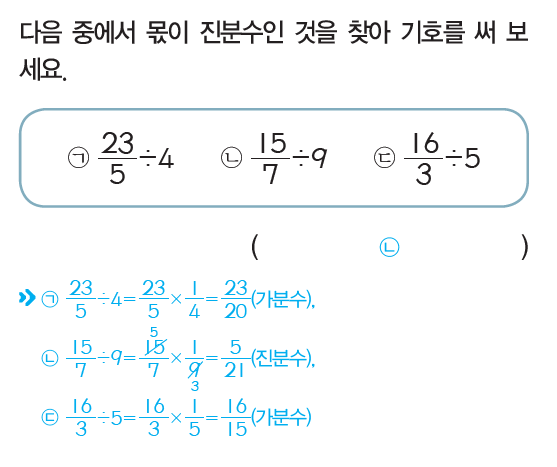 다음 중에서 몫이 진분수인 것을 찾아 기호를 써 보
세요.
㉠ 23/5÷4 ㉡ 15/7÷9 ㉢ 16/3÷5
( ㉡ )
» ㉠ 23/5÷4=23/5×1/4=23/20(가분수),
㉡ 15/7÷9=15/7×1/9=5/21(진분수), 5 3
㉢ 16/3÷5=16/3×1/5=16/15(가분수)